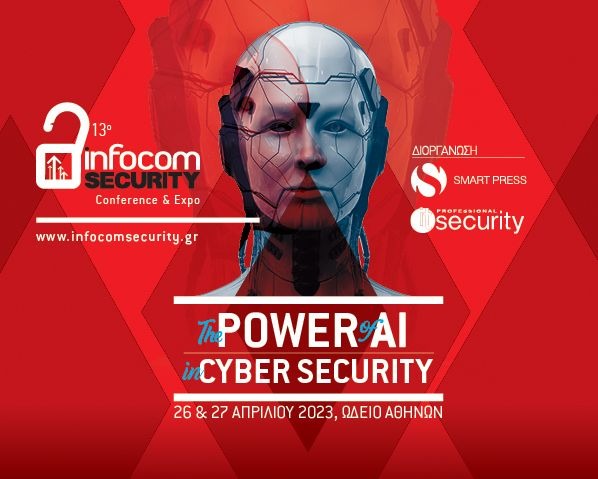 13ο
infocom
SECURITY
Conference & Expo
www.infocomsecurity.gr
ΔΙΟΡΓΑΝΩΣΗ
SMART PRESS
PROFESSIONAL
security
The POWER of AI
in CYBER SECURITY
26 & 27 ΑΠΡΙΛΙΟΥ 2023, ΩΔΕΙΟ ΑΘΗΝΩΝ